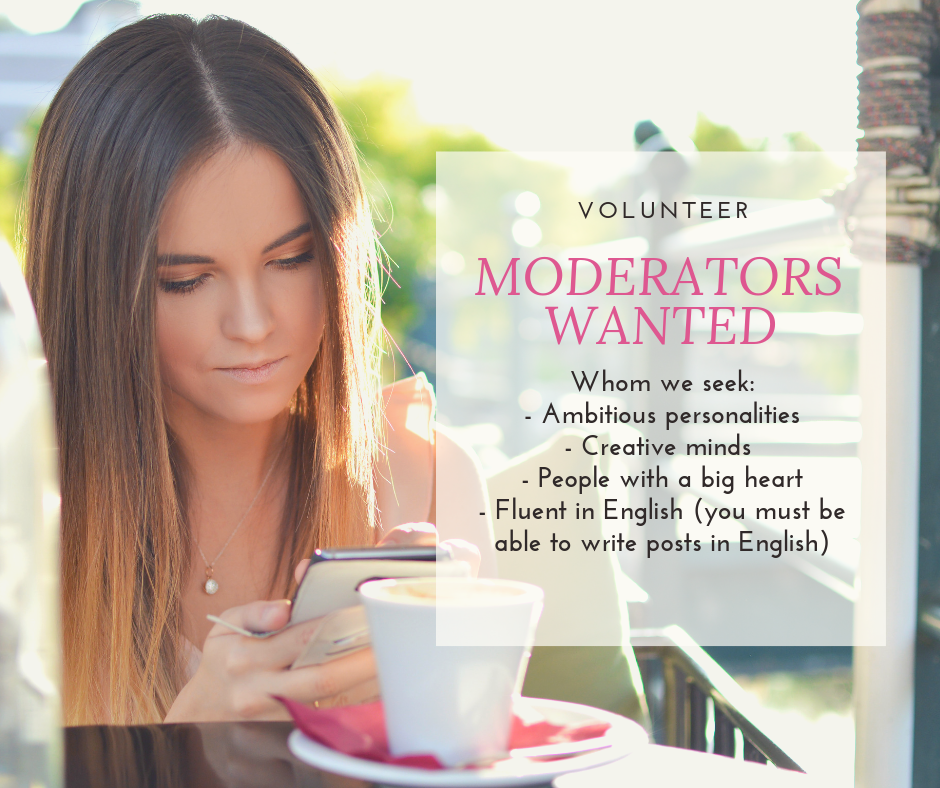 VOLUNTEER
MODERATORS
WANTED
Whom we seek:
- Ambitious personalities
- Creative minds
- People with a big heart
- Fluent in English (you must be
able to write posts in English)